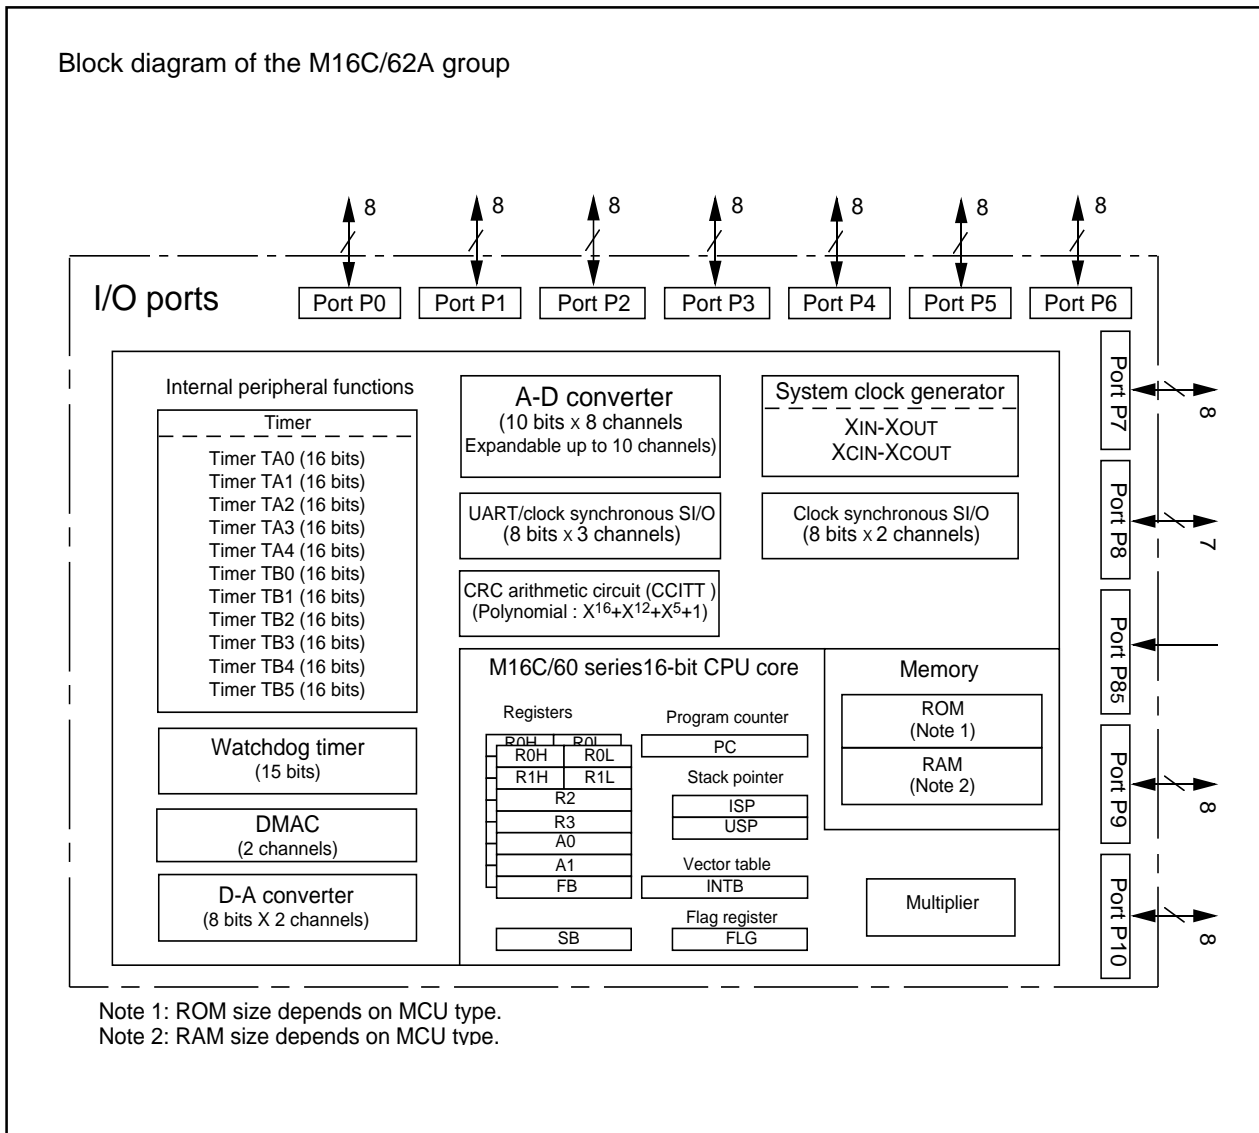 Block diagram of the M16C/62A group
8 8 8 8 8 8 8
I/O ports
Port P0 Port P1 Port P2 Port P3 Port P4 Port P5 Port P6
Port P7
8
Port P8
7
Port P85
Port P9
8
Port P10
8
Internal peripheral functions
Timer
Timer TA0 (16 bits)
Timer TA1 (16 bits)
Timer TA2 (16 bits)
Timer TA3 (16 bits)
Timer TA4 (16 bits)
Timer TB0 (16 bits)
Timer TB1 (16 bits)
Timer TB2 (16 bits)
Timer TB3 (16 bits)
Timer TB4 (16 bits)
Timer TB5 (16 bits)
Watchdog timer
(15 bits)
DMAC
(2 channels)
D-A converter
(8 bits X 2 channels)
A-D converter
(10 bits x 8 channels
Expandable up to 10 channels)
System clock generator
XIN-XOUT
XCIN-XCOUT
UART/clock synchronous SI/O
(8 bits x 3 channels)
Clock synchronous SI/O
(8 bits x 2 channels)
CRC arithmetic circuit (CCITT )
(Polynomial : X16+X12+X5+1)
M16C/60 series16-bit CPU core
Registers
R0H R0L
R0H R0L
R1H R1L
R2
R3
A0
A1
FB
SB
Program counter
PC
Stack pointer
ISP
USP
Vector table
INTB
Flag register
FLG
Memory
ROM
(Note 1)
RAM
(Note 2)
Multiplier
Note 1: ROM size depends on MCU type.
Note 2: RAM size depends on MCU type.